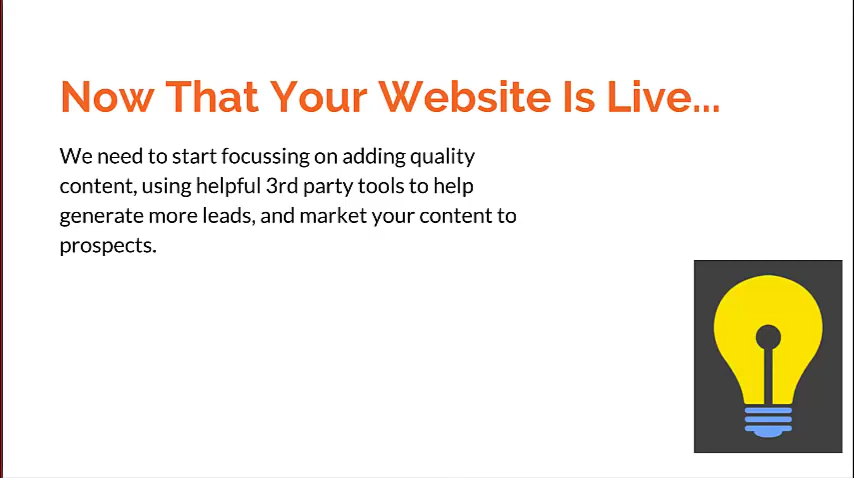 Now That Your Website Is Live...
We need to start focussing on adding quality
content, using helpful 3rd party tools to help
generate more leads, and market your content to
prospects.